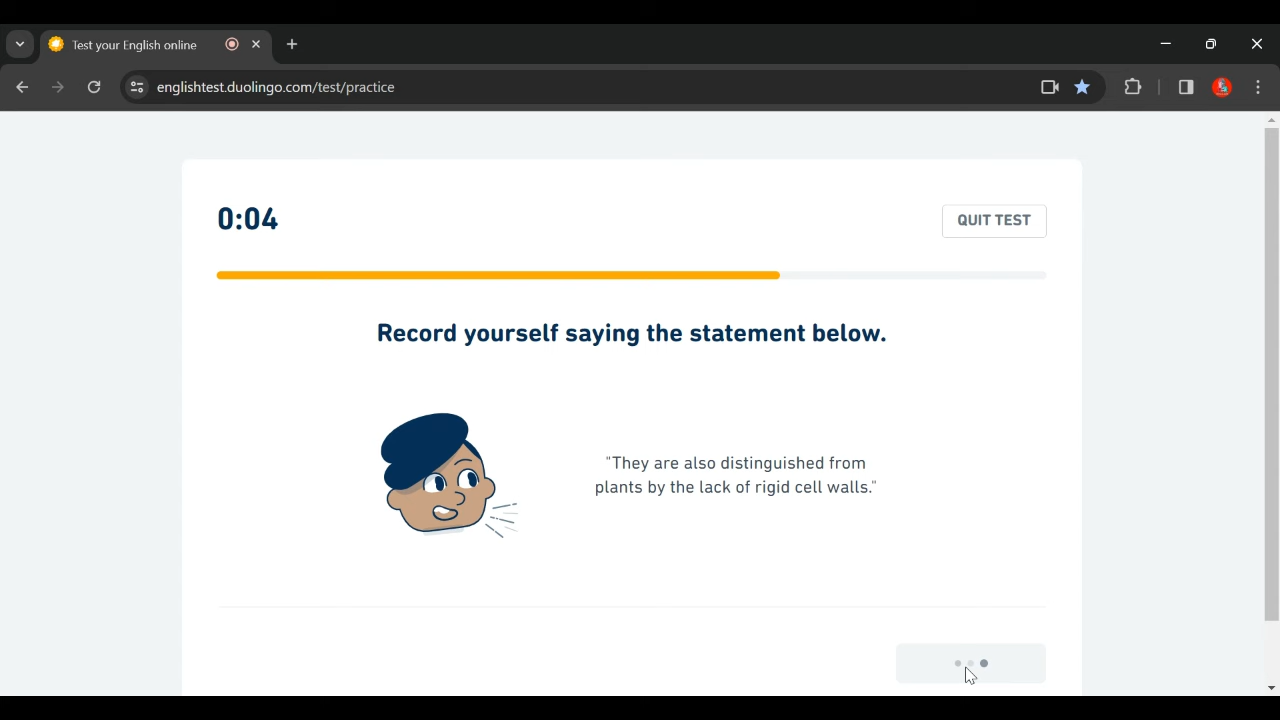 Test your English online
englishtest.duolingo.com/test/practice
0:04
QUIT TEST
Record yourself saying the statement below.
"They are also distinguished from
plants by the lack of rigid cell walls."